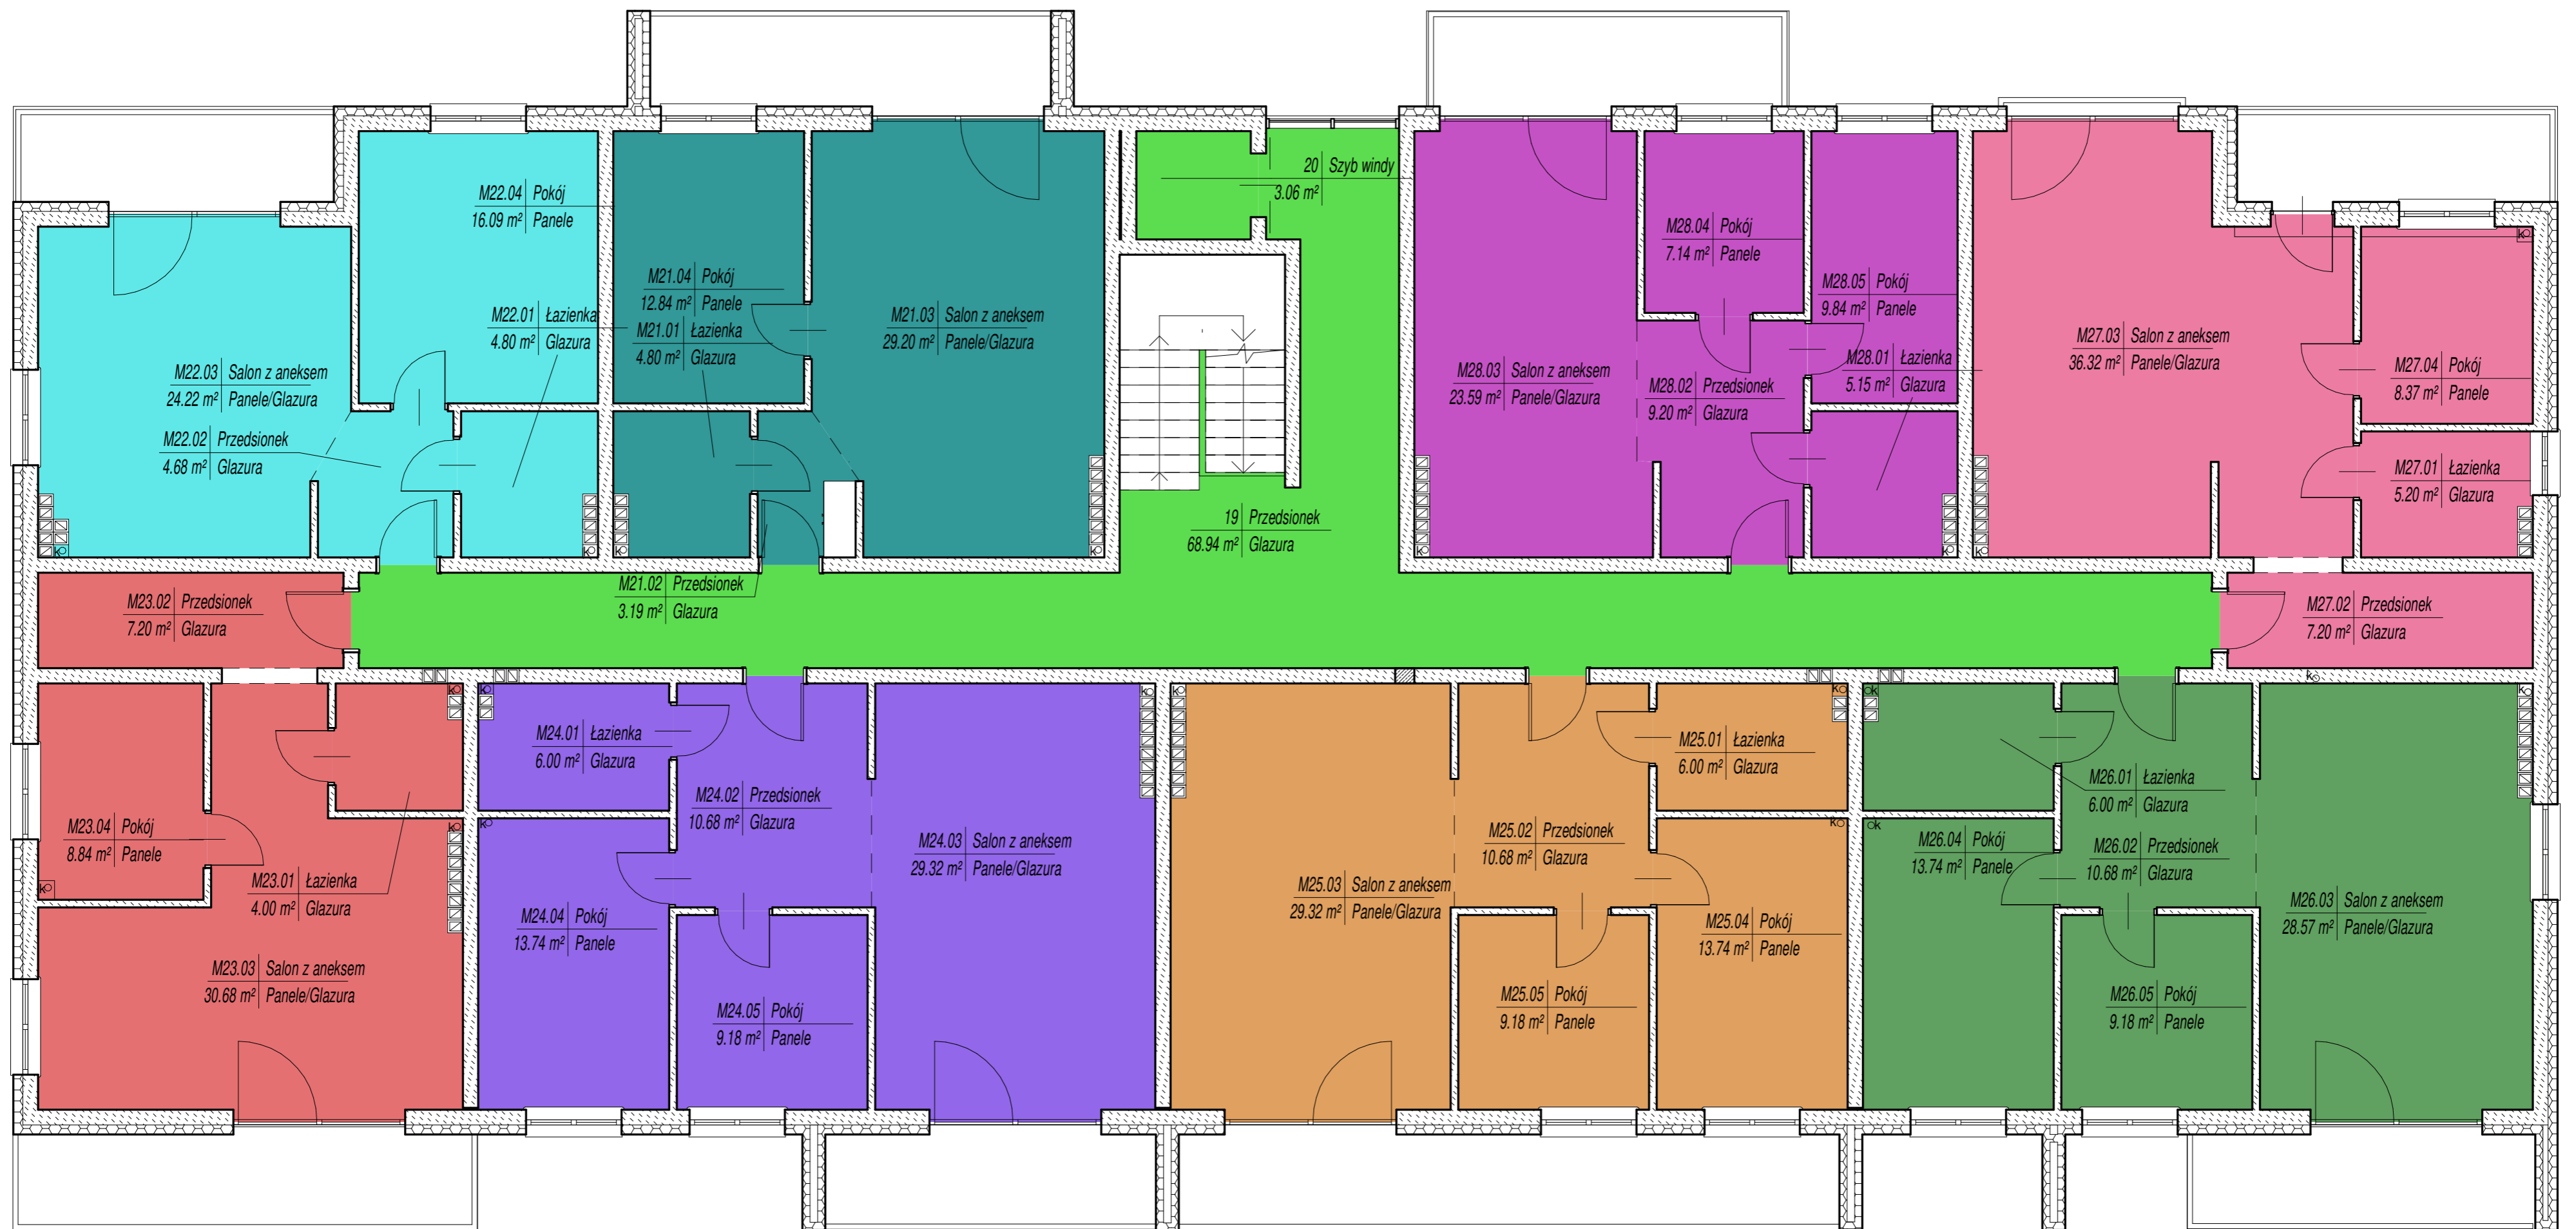 20 Szyb windy
3.06 m²
M22.04 Pokój
16.09 m² Panele
M28.04 Pokój
7.14 m² Panele
M21.04 Pokój
12.84 m² Panele
M28.05 Pokój
9.84 m² Panele
M22.01 Łazienka
4.80 m² Glazura
M21.01 Łazienka
4.80 m² Glazura
M21.03 Salon z aneksem
29.20 m² Panele/Glazura
M27.03 Salon z aneksem
36.32 m² Panele/Glazura
M22.03 Salon z aneksem
24.22 m² Panele/Glazura
M28.03 Salon z aneksem
23.59 m² Panele/Glazura
M28.02 Przedsionek
9.20 m² Glazura
M28.01 Łazienka
5.15 m² Glazura
M27.04 Pokój
8.37 m² Panele
M22.02 Przedsionek
4.68 m² Glazura
M27.01 Łazienka
5.20 m² Glazura
19 Przedsionek
68.94 m² Glazura
M21.02 Przedsionek
3.19 m² Glazura
M23.02 Przedsionek
7.20 m² Glazura
M27.02 Przedsionek
7.20 m² Glazura
M24.01 Łazienka
6.00 m² Glazura
M25.01 Łazienka
6.00 m² Glazura
M26.01 Łazienka
6.00 m² Glazura
M24.02 Przedsionek
10.68 m² Glazura
M23.04 Pokój
8.84 m² Panele
M24.03 Salon z aneksem
29.32 m² Panele/Glazura
M25.02 Przedsionek
10.68 m² Glazura
M26.04 Pokój
13.74 m² Panele
M26.02 Przedsionek
10.68 m² Glazura
M23.01 Łazienka
4.00 m² Glazura
M25.03 Salon z aneksem
29.32 m² Panele/Glazura
M26.03 Salon z aneksem
28.57 m² Panele/Glazura
M24.04 Pokój
13.74 m² Panele
M25.04 Pokój
13.74 m² Panele
M23.03 Salon z aneksem
30.68 m² Panele/Glazura
M24.05 Pokój
9.18 m² Panele
M25.05 Pokój
9.18 m² Panele
M26.05 Pokój
9.18 m² Panele